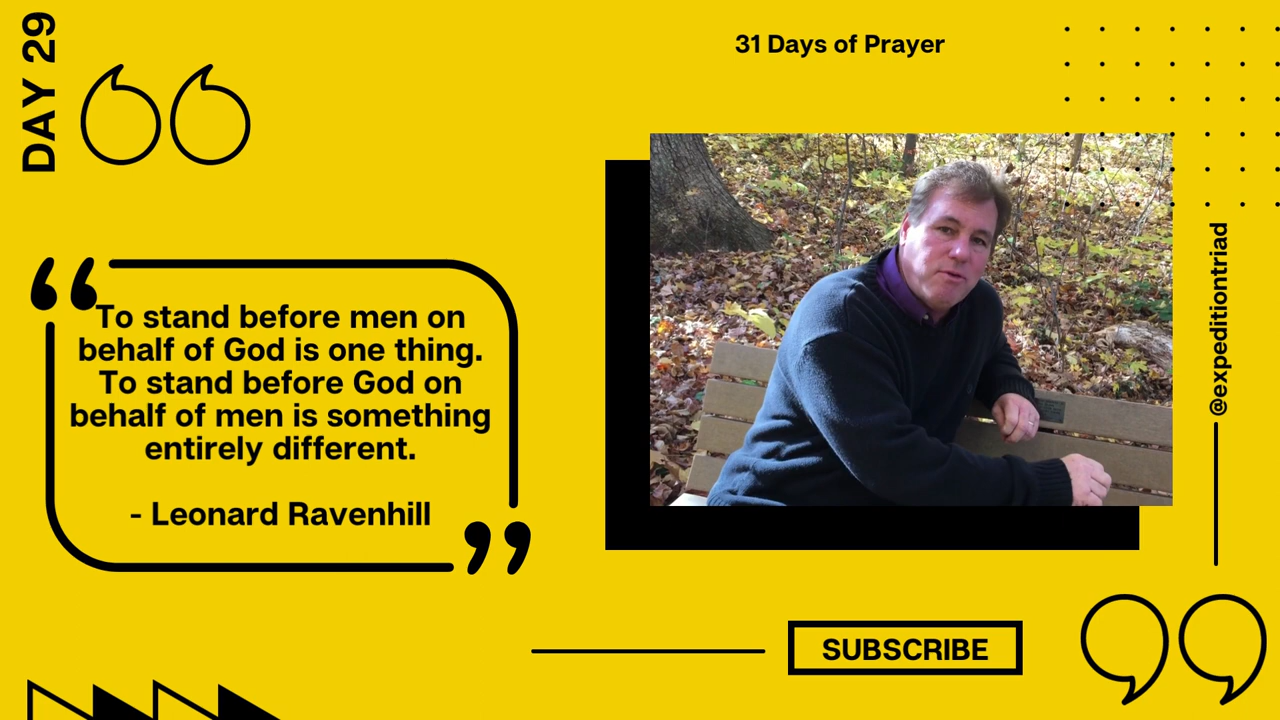 DAY 29
31 Days of Prayer
To stand before men on
behalf of God is one thing.
To stand before God on
behalf of men is something
entirely different.
- Leonard Ravenhill
@expeditiontriad
SUBSCRIBE